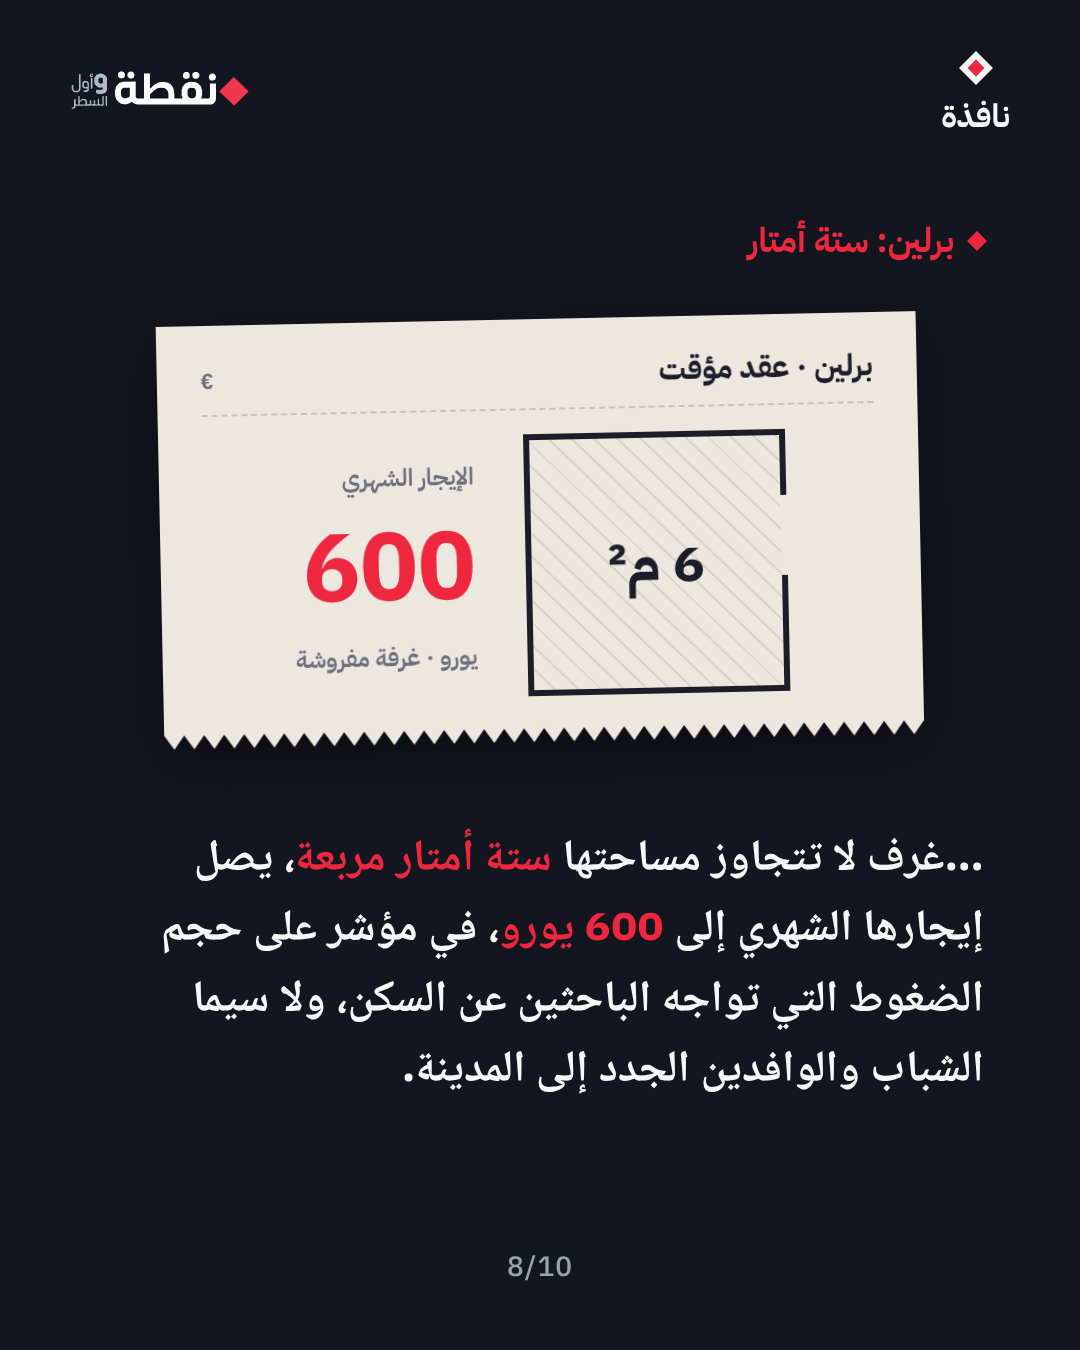 نافذة
نقطة وأول السطر
برلين: ستة أمتار
برلين · عقد مؤقت
€
6 م²
الإيجار الشهري
600
يورو · غرفة مفروشة
...غرف لا تتجاوز مساحتها ستة أمتار مربعة، يصل
إيجارها الشهري إلى 600 يورو، في مؤشر على حجم
الضغوط التي تواجه الباحثين عن السكن، ولا سيما
الشباب والوافدين الجدد إلى المدينة.
8/10